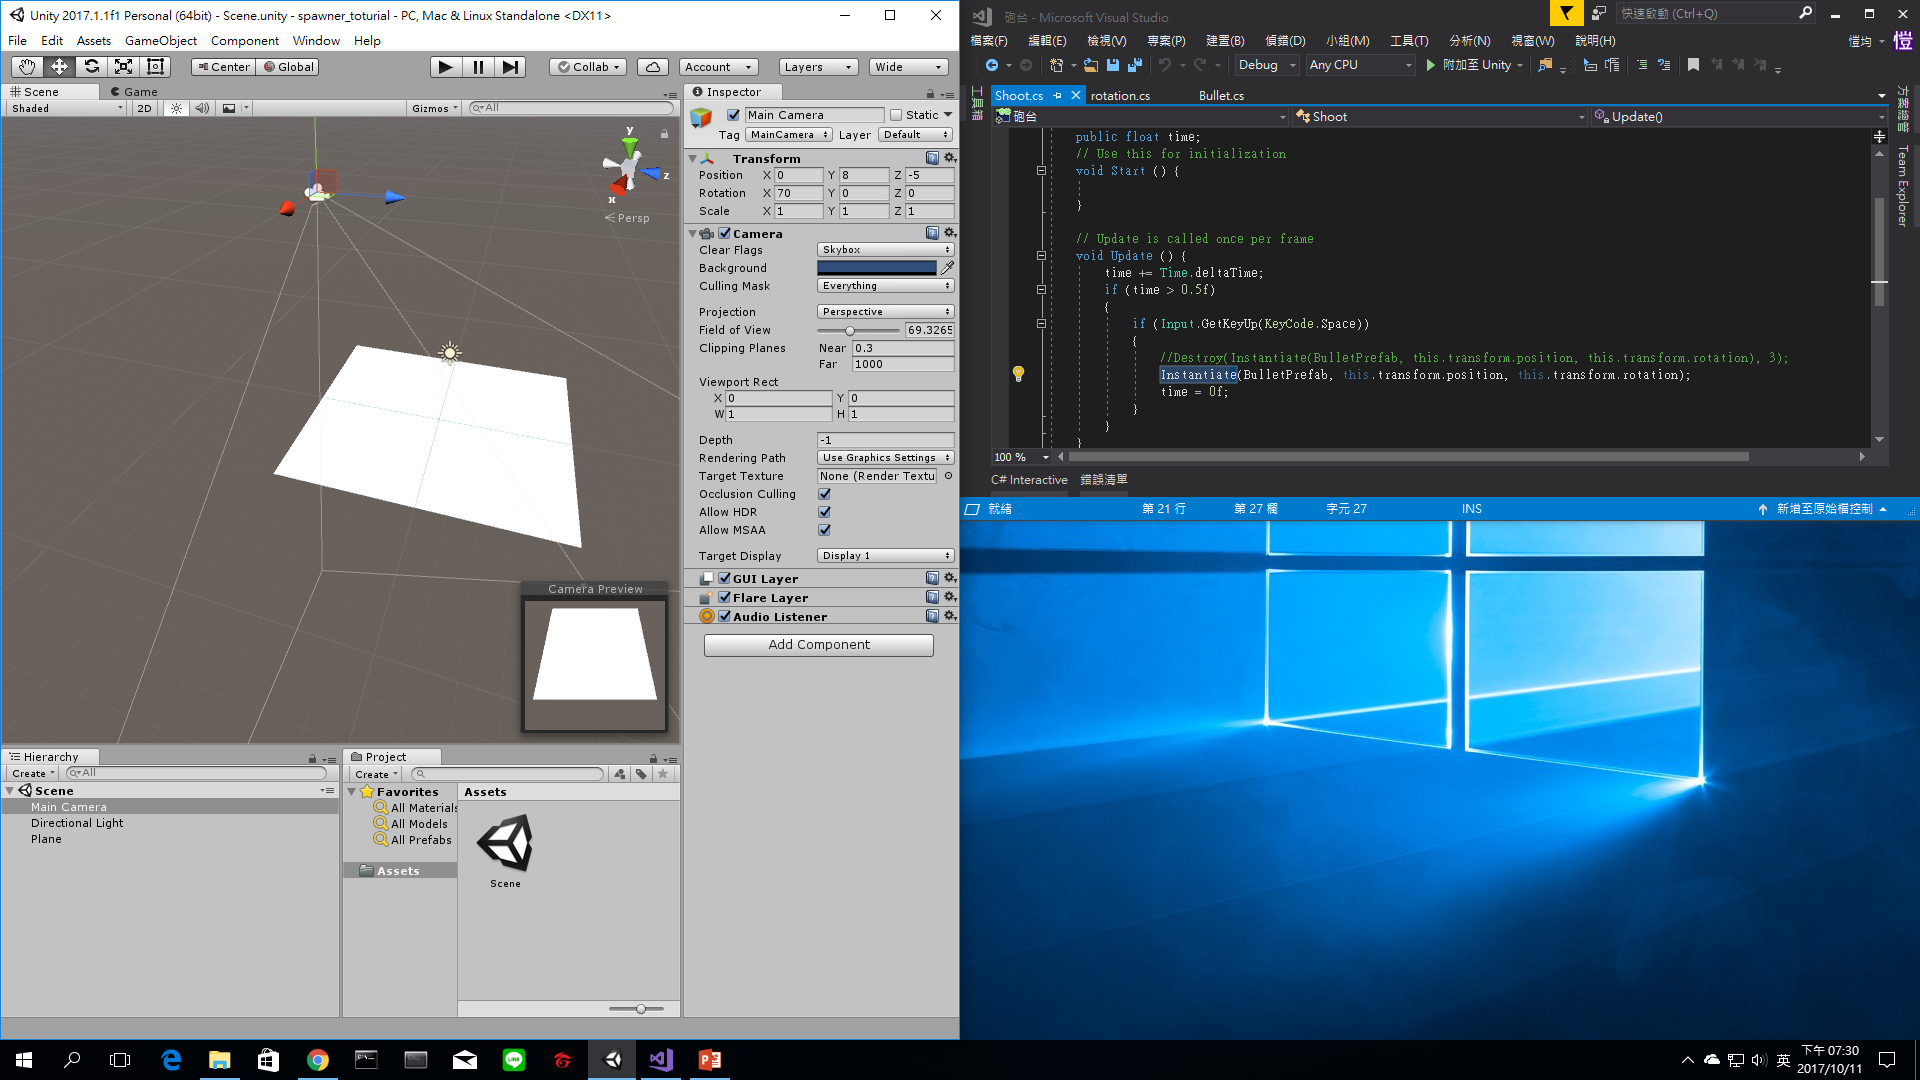 Unity 2017.1.1f1 Personal (64bit) - Scene.unity - spawner_toturial - PC, Mac & Linux Standalone <DX11>
File Edit Assets GameObject Component Window Help
Center Global Collab Account Layers Wide
Scene Game
Shaded 2D Gizmos All
y
z
x
Persp
Camera Preview
Hierarchy
Create All
Scene
Main Camera
Directional Light
Plane
Project
Create
Favorites
All Materials
All Models
All Prefabs
Assets
Assets
Scene
Inspector
Main Camera Static
Tag MainCamera Layer Default
Transform
Position X 0 Y 8 Z -5
Rotation X 70 Y 0 Z 0
Scale X 1 Y 1 Z 1
Camera
Clear Flags Skybox
Background
Culling Mask Everything
Projection Perspective
Field of View 69.3265
Clipping Planes Near 0.3
Far 1000
Viewport Rect
X 0 Y 0
W 1 H 1
Depth -1
Rendering Path Use Graphics Settings
Target Texture None (Render Textu
Occlusion Culling
Allow HDR
Allow MSAA
Target Display Display 1
GUI Layer
Flare Layer
Audio Listener
Add Component
砲台 - Microsoft Visual Studio
快速啟動 (Ctrl+Q)
檔案(F) 編輯(E) 檢視(V) 專案(P) 建置(B) 偵錯(D) 小組(M) 工具(T) 分析(N) 視窗(W) 說明(H) 愷均 愷
Debug Any CPU 附加至 Unity
工具箱
Shoot.cs rotation.cs Bullet.cs
砲台 Shoot Update()
public float time;
// Use this for initialization
void Start () {
}
// Update is called once per frame
void Update () {
time += Time.deltaTime;
if (time > 0.5f)
{
if (Input.GetKeyUp(KeyCode.Space))
{
//Destroy( Instantiate(BulletPrefab, this.transform.position, this.transform.rotation), 3);
Instantiate(BulletPrefab, this.transform.position, this.transform.rotation);
time = 0f;
}
}
}
100 %
C# Interactive 錯誤清單
就緒 第 21 行 第 27 欄 字元 27 INS 新增至原始檔控制
方案總管
Team Explorer
英
下午 07:30
2017/10/11